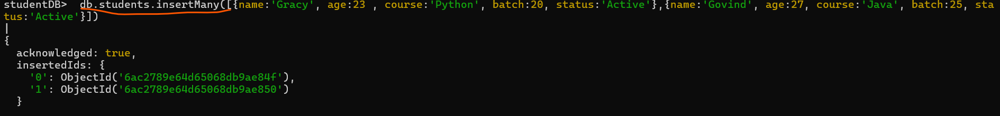 studentDB>  db.students.insertMany([{name:'Gracy', age:23 , course:'Python', batch:20, status:'Active'},{name:'Govind', age:27, course:'Java', batch:25, sta
tus:'Active'}])
|
{
  acknowledged: true,
  insertedIds: {
    '0': ObjectId('6ac2789e64d65068db9ae84f'),
    '1': ObjectId('6ac2789e64d65068db9ae850')
  }